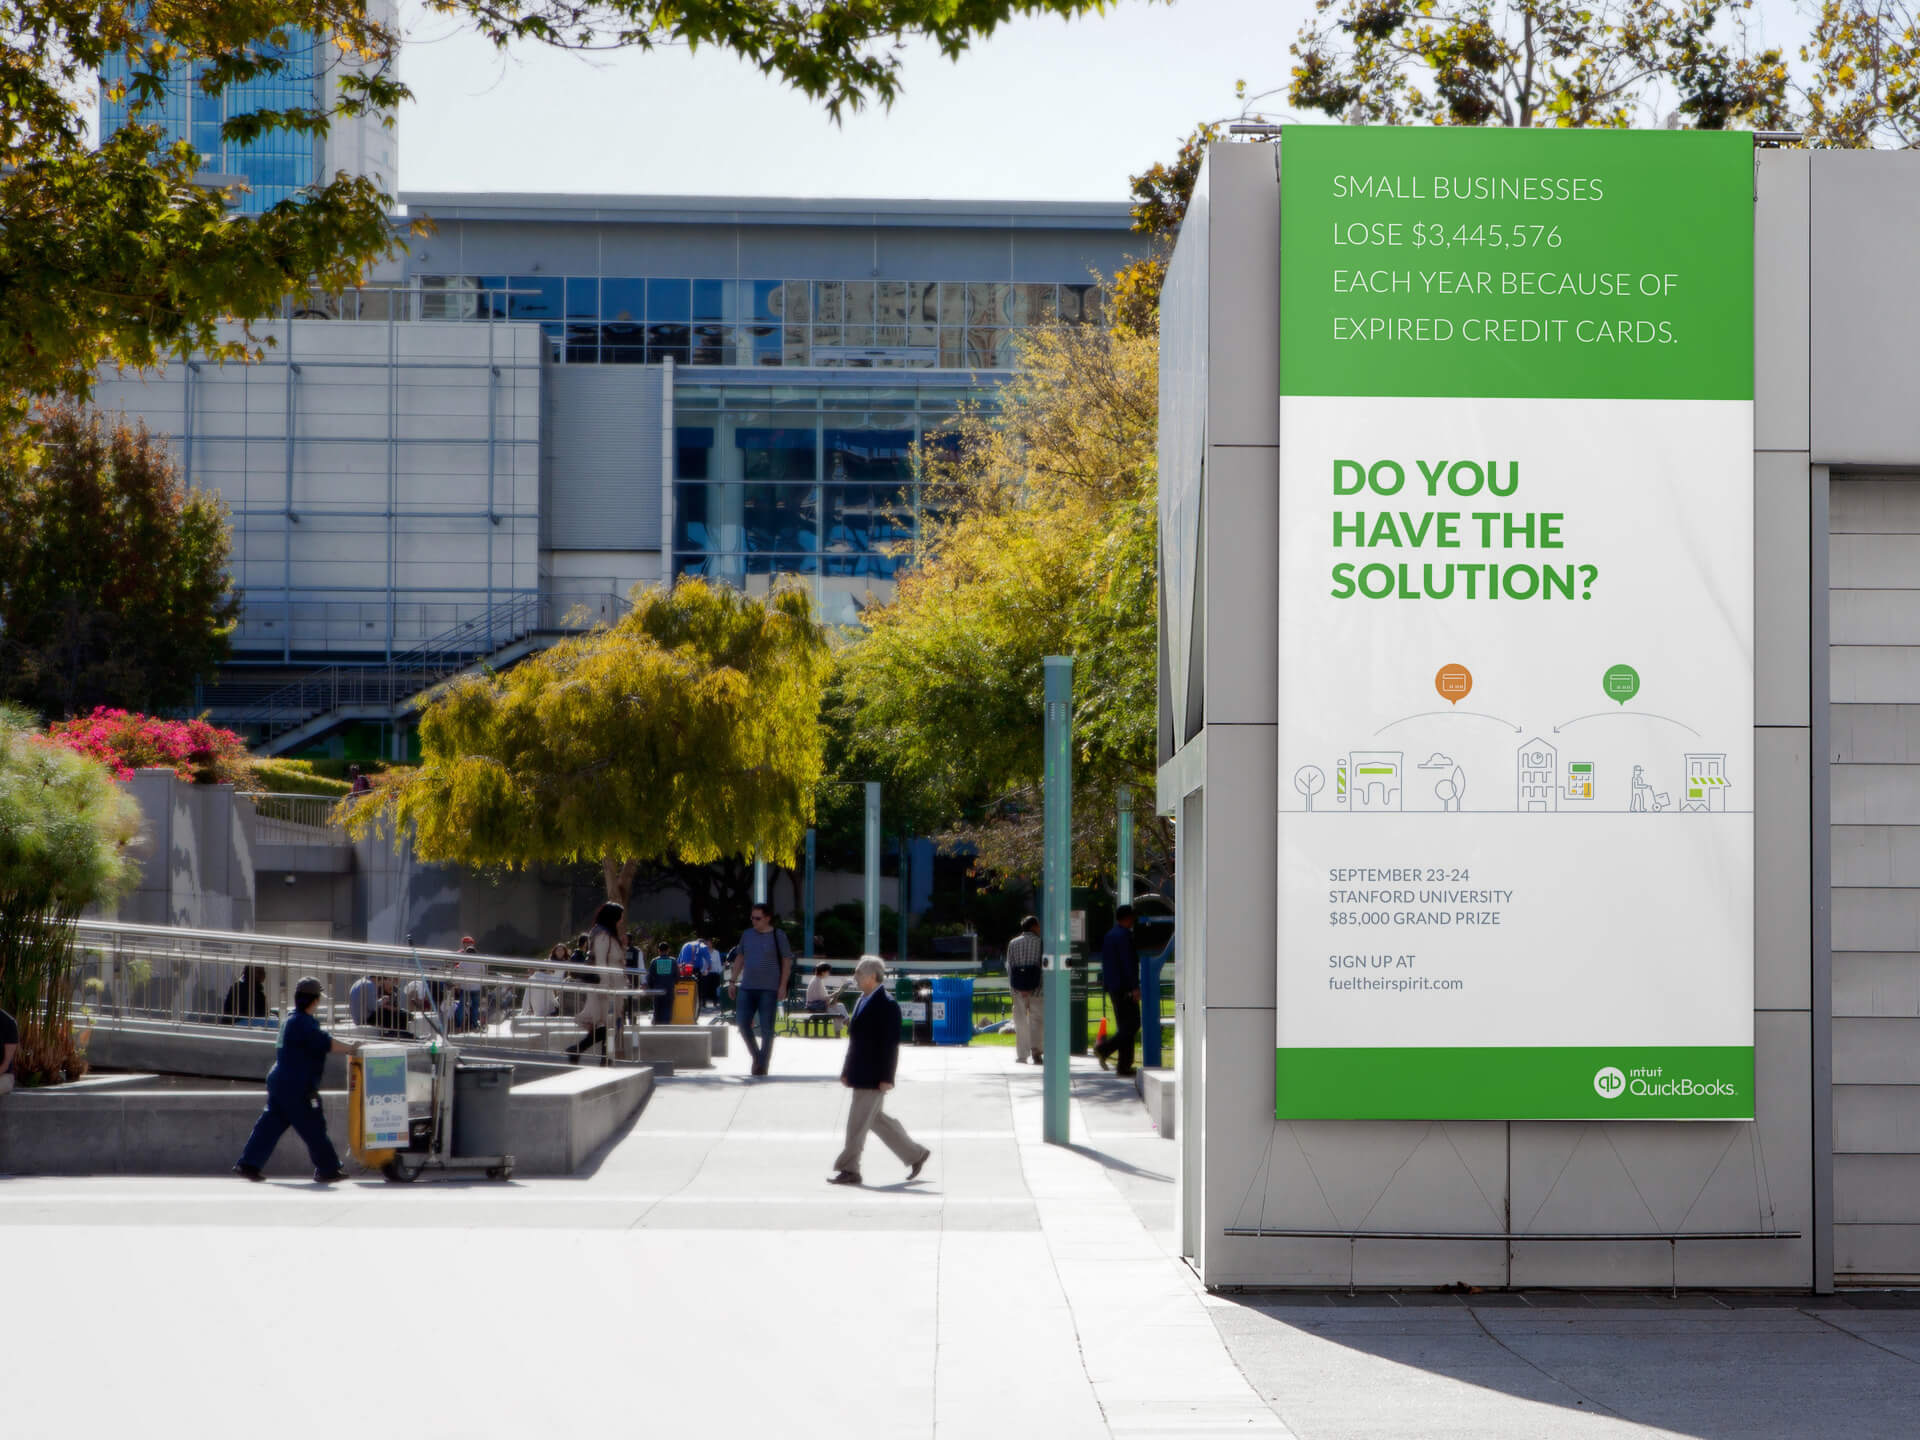 SMALL BUSINESSES
LOSE $3,445,576
EACH YEAR BECAUSE OF
EXPIRED CREDIT CARDS.
DO YOU
HAVE THE
SOLUTION?
SEPTEMBER 23-24
STANFORD UNIVERSITY
$85,000 GRAND PRIZE
SIGN UP AT
fueltheirspirit.com
qb intuit
QuickBooks.
YBCBD